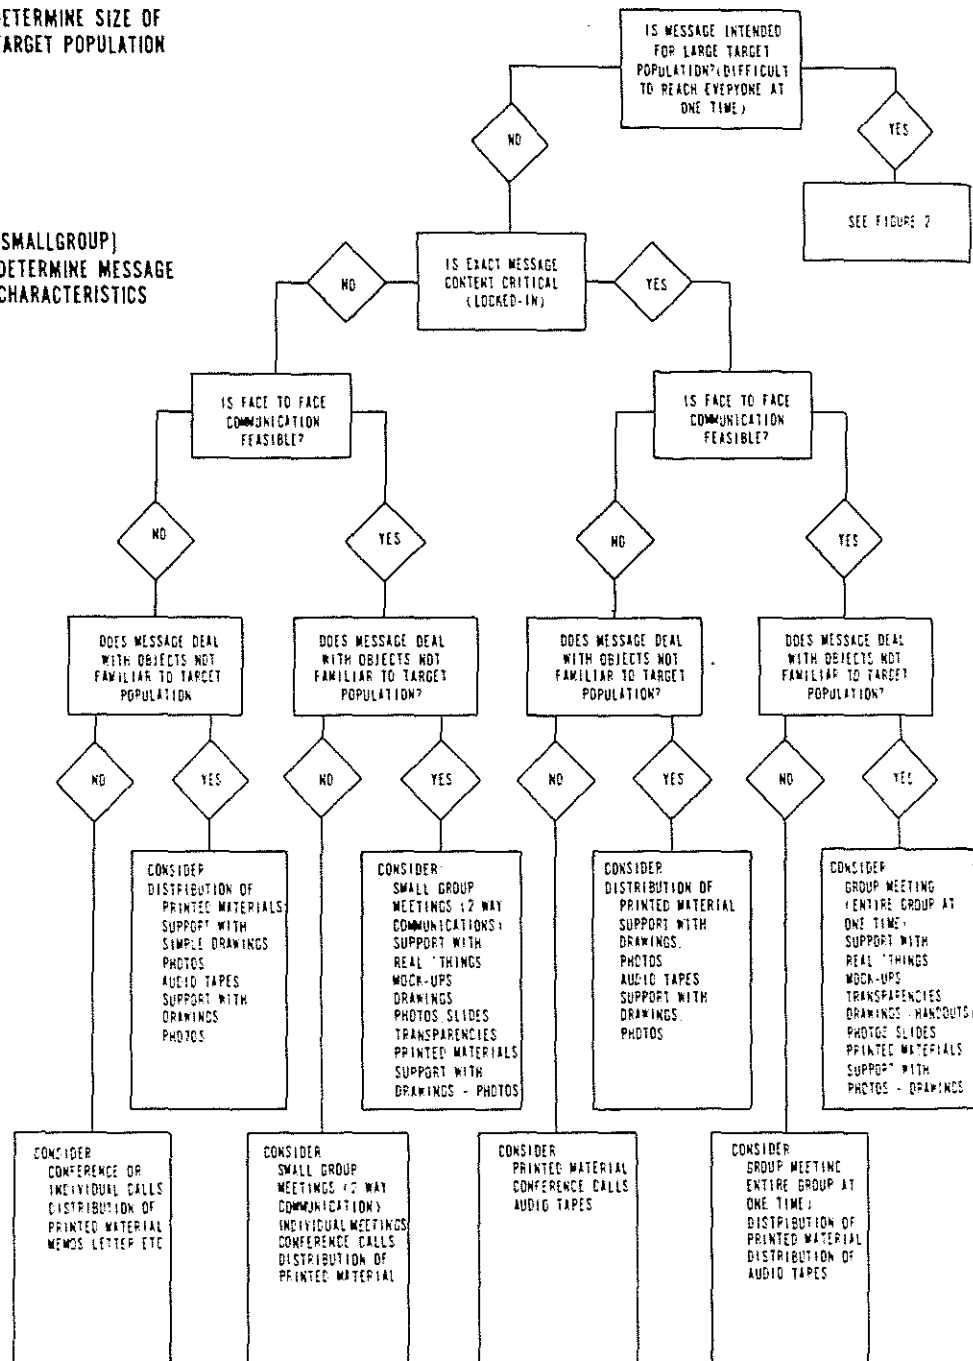 DETERMINE SIZE OF
TARGET POPULATION
IS MESSAGE INTENDED
FOR LARGE TARGET
POPULATION?(DIFFICULT
TO REACH EVERYONE AT
ONE TIME)
NO
YES
SEE FIGURE 2
(SMALLGROUP)
DETERMINE MESSAGE
CHARACTERISTICS
NO
IS EXACT MESSAGE
CONTENT CRITICAL
(LOCKED-IN)
YES
IS FACE TO FACE
COMMUNICATION
FEASIBLE?
IS FACE TO FACE
COMMUNICATION
FEASIBLE?
NO
YES
NO
YES
DOES MESSAGE DEAL
WITH OBJECTS NOT
FAMILIAR TO TARGET
POPULATION
DOES MESSAGE DEAL
WITH OBJECTS NOT
FAMILIAR TO TARGET
POPULATION?
DOES MESSAGE DEAL
WITH OBJECTS NOT
FAMILIAR TO TARGET
POPULATION?
DOES MESSAGE DEAL
WITH OBJECTS NOT
FAMILIAR TO TARGET
POPULATION?
NO
YES
NO
YES
NO
YES
NO
YES
CONSIDER
DISTRIBUTION OF
PRINTED MATERIALS
SUPPORT WITH
SIMPLE DRAWINGS
PHOTOS
AUDIO TAPES
SUPPORT WITH
DRAWINGS
PHOTOS
CONSIDER
SMALL GROUP
MEETINGS (2 WAY
COMMUNICATIONS)
SUPPORT WITH
REAL THINGS
MOCK-UPS
DRAWINGS
PHOTOS SLIDES
TRANSPARENCIES
PRINTED MATERIALS
SUPPORT WITH
DRAWINGS - PHOTOS
CONSIDER
DISTRIBUTION OF
PRINTED MATERIAL
SUPPORT WITH
DRAWINGS.
PHOTOS
AUDIO TAPES
SUPPORT WITH
DRAWINGS.
PHOTOS
CONSIDER
GROUP MEETING
(ENTIRE GROUP AT
ONE TIME)
SUPPORT WITH
REAL THINGS
MOCK-UPS
TRANSPARENCIES
DRAWINGS - HANDOUTS
PHOTOS SLIDES
PRINTED MATERIALS
SUPPORT WITH
PHOTOS - DRAWINGS
CONSIDER
CONFERENCE OR
INDIVIDUAL CALLS
DISTRIBUTION OF
PRINTED MATERIAL
MEMOS LETTER ETC
CONSIDER
SMALL GROUP
MEETINGS (2 WAY
COMMUNICATION)
INDIVIDUAL MEETINGS
CONFERENCE CALLS
DISTRIBUTION OF
PRINTED MATERIAL
CONSIDER
PRINTED MATERIAL
CONFERENCE CALLS
AUDIO TAPES
CONSIDER
GROUP MEETING
ENTIRE GROUP AT
ONE TIME)
DISTRIBUTION OF
PRINTED MATERIAL
DISTRIBUTION OF
AUDIO TAPES